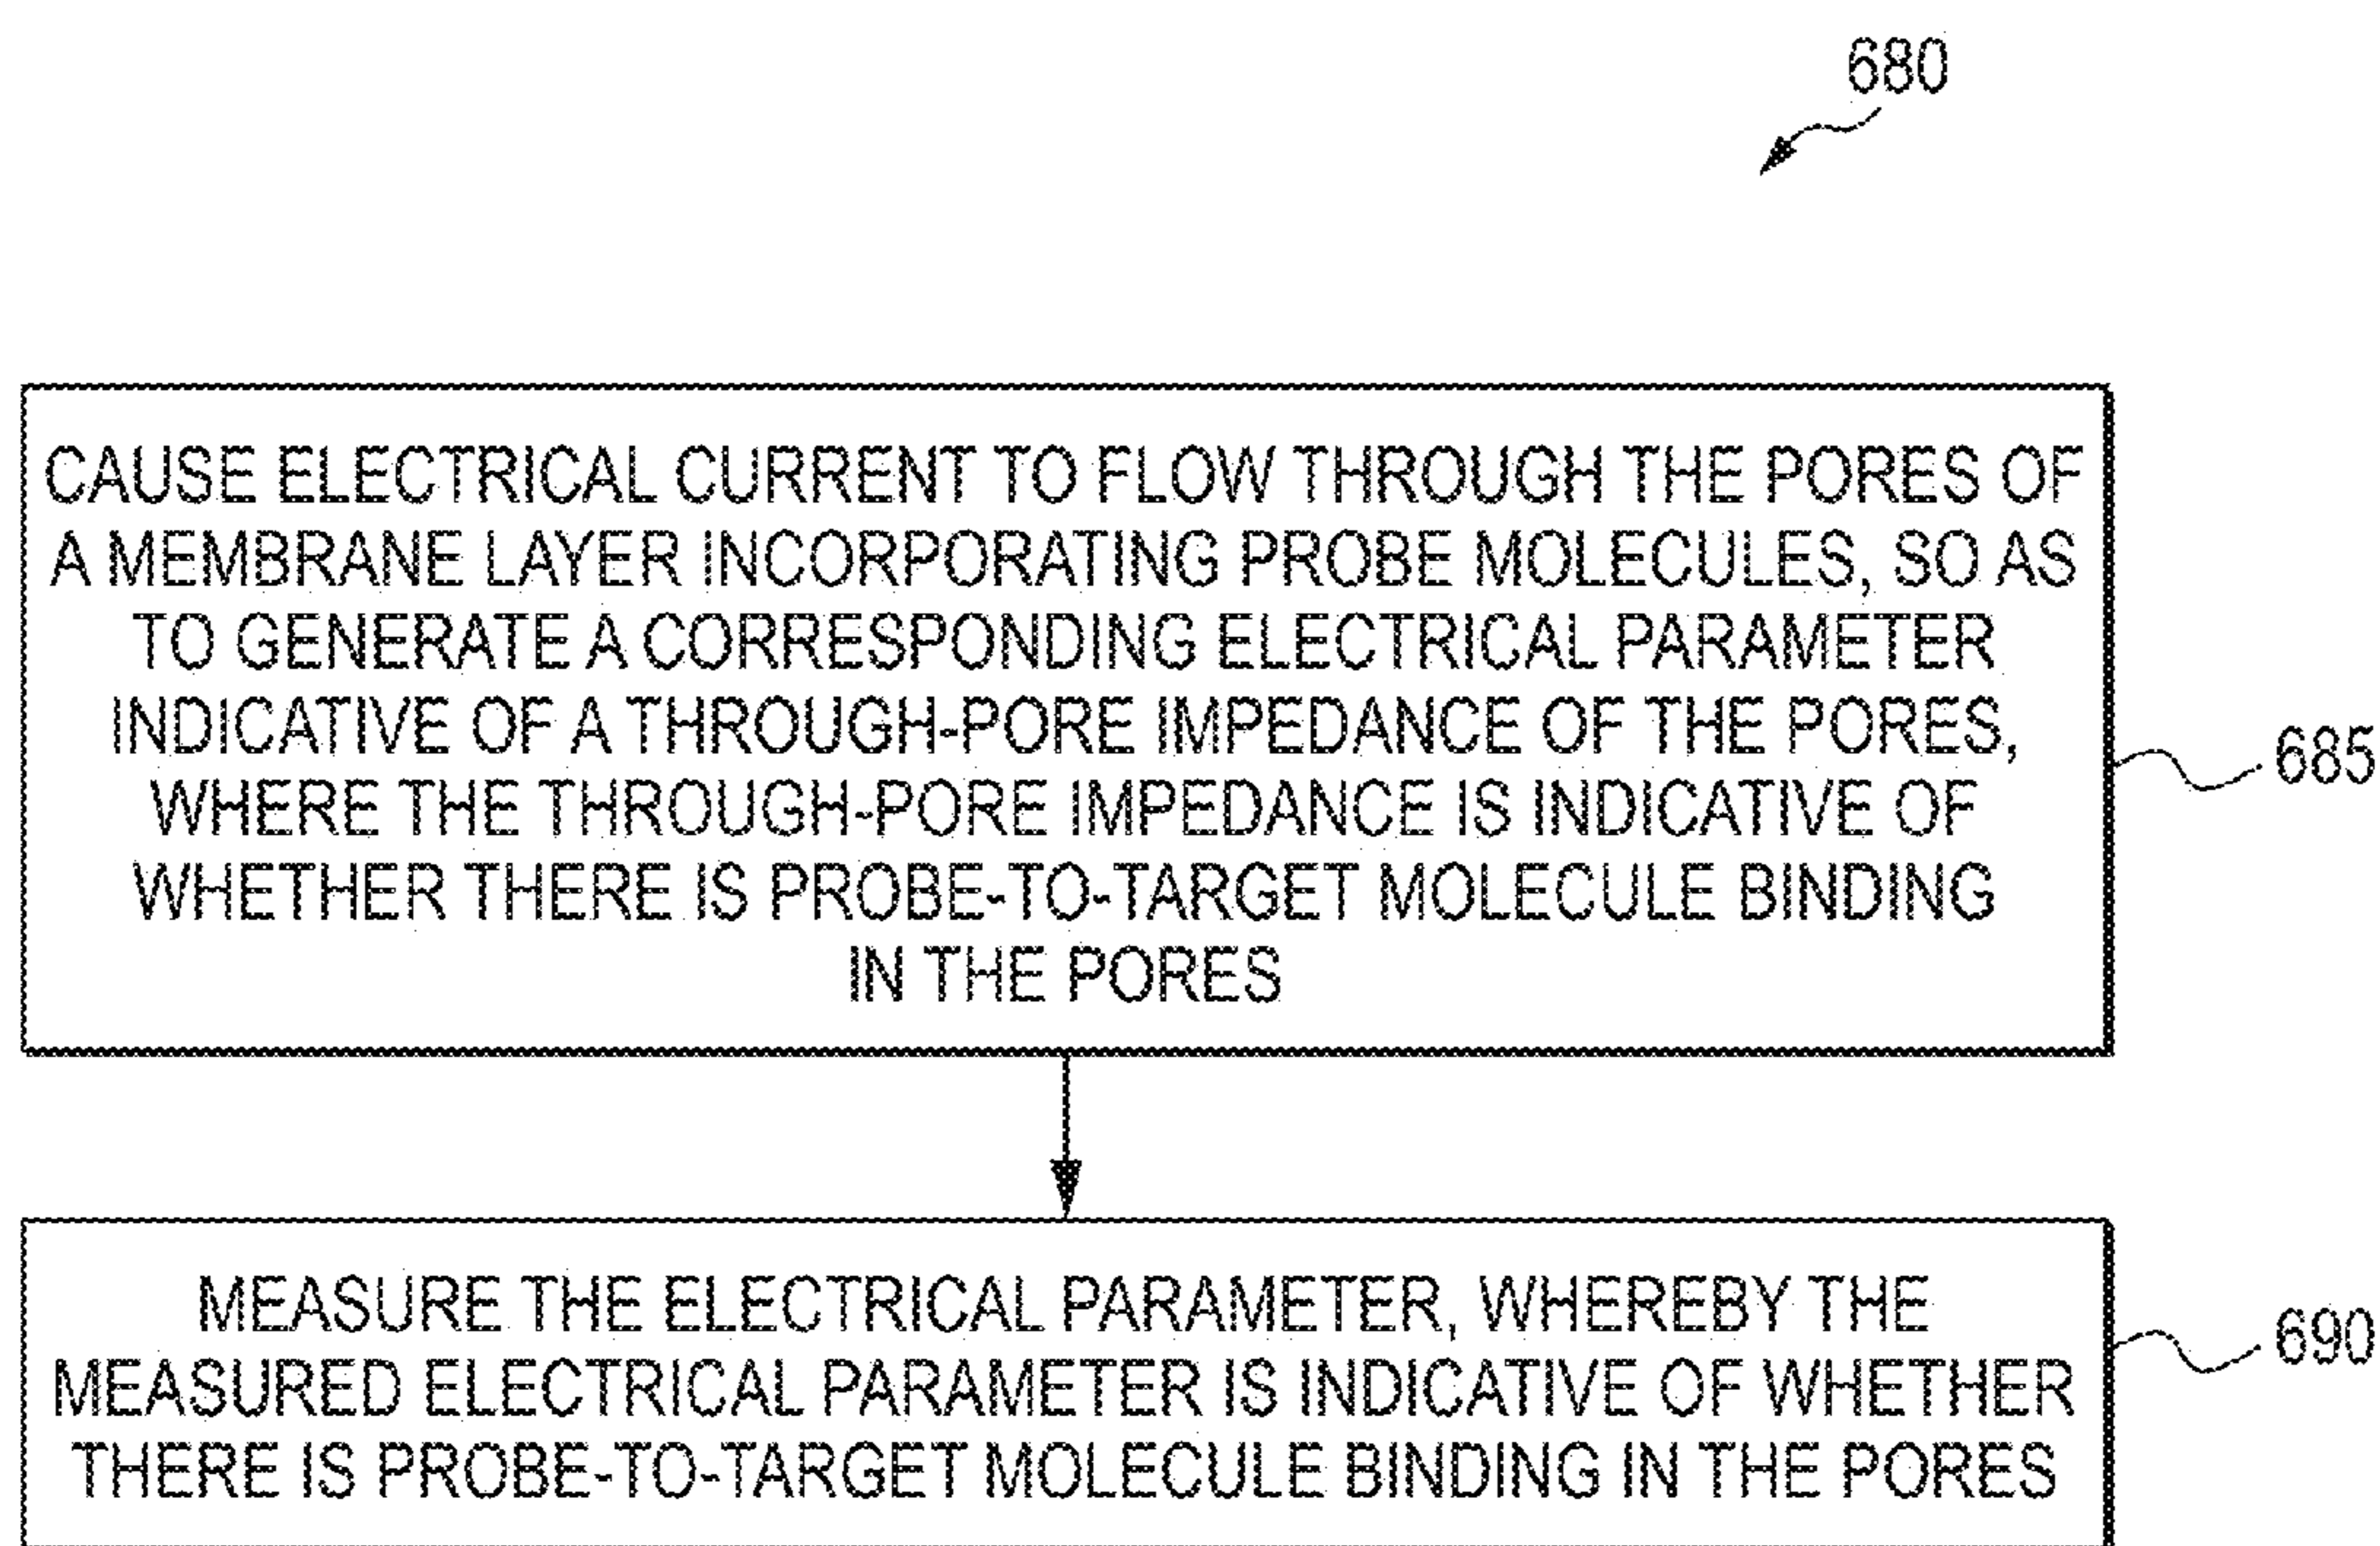 680
CAUSE ELECTRICAL CURRENT TO FLOW THROUGH THE PORES OF
A MEMBRANE LAYER INCORPORATING PROBE MOLECULES, SO AS
TO GENERATE A CORRESPONDING ELECTRICAL PARAMETER
INDICATIVE OF A THROUGH-PORE IMPEDANCE OF THE PORES,
WHERE THE THROUGH-PORE IMPEDANCE IS INDICATIVE OF
WHETHER THERE IS PROBE-TO-TARGET MOLECULE BINDING
IN THE PORES
685
MEASURE THE ELECTRICAL PARAMETER, WHEREBY THE
MEASURED ELECTRICAL PARAMETER IS INDICATIVE OF WHETHER
THERE IS PROBE-TO-TARGET MOLECULE BINDING IN THE PORES
690